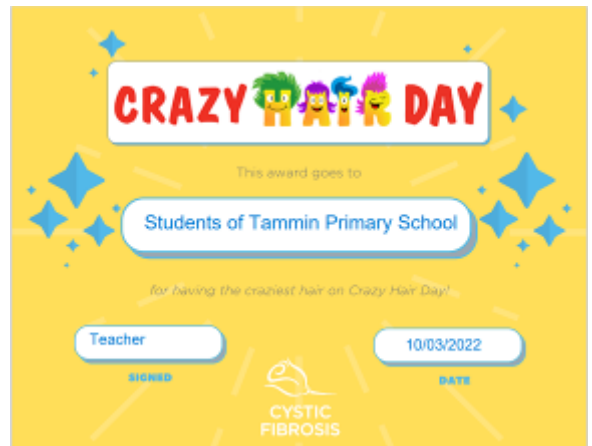 CRAZY HAIR DAY
This award goes to
Students of Tammin Primary School
for having the craziest hair on Crazy Hair Day!
Teacher
10/03/2022
SIGNED
DATE
CYSTIC
FIBROSIS